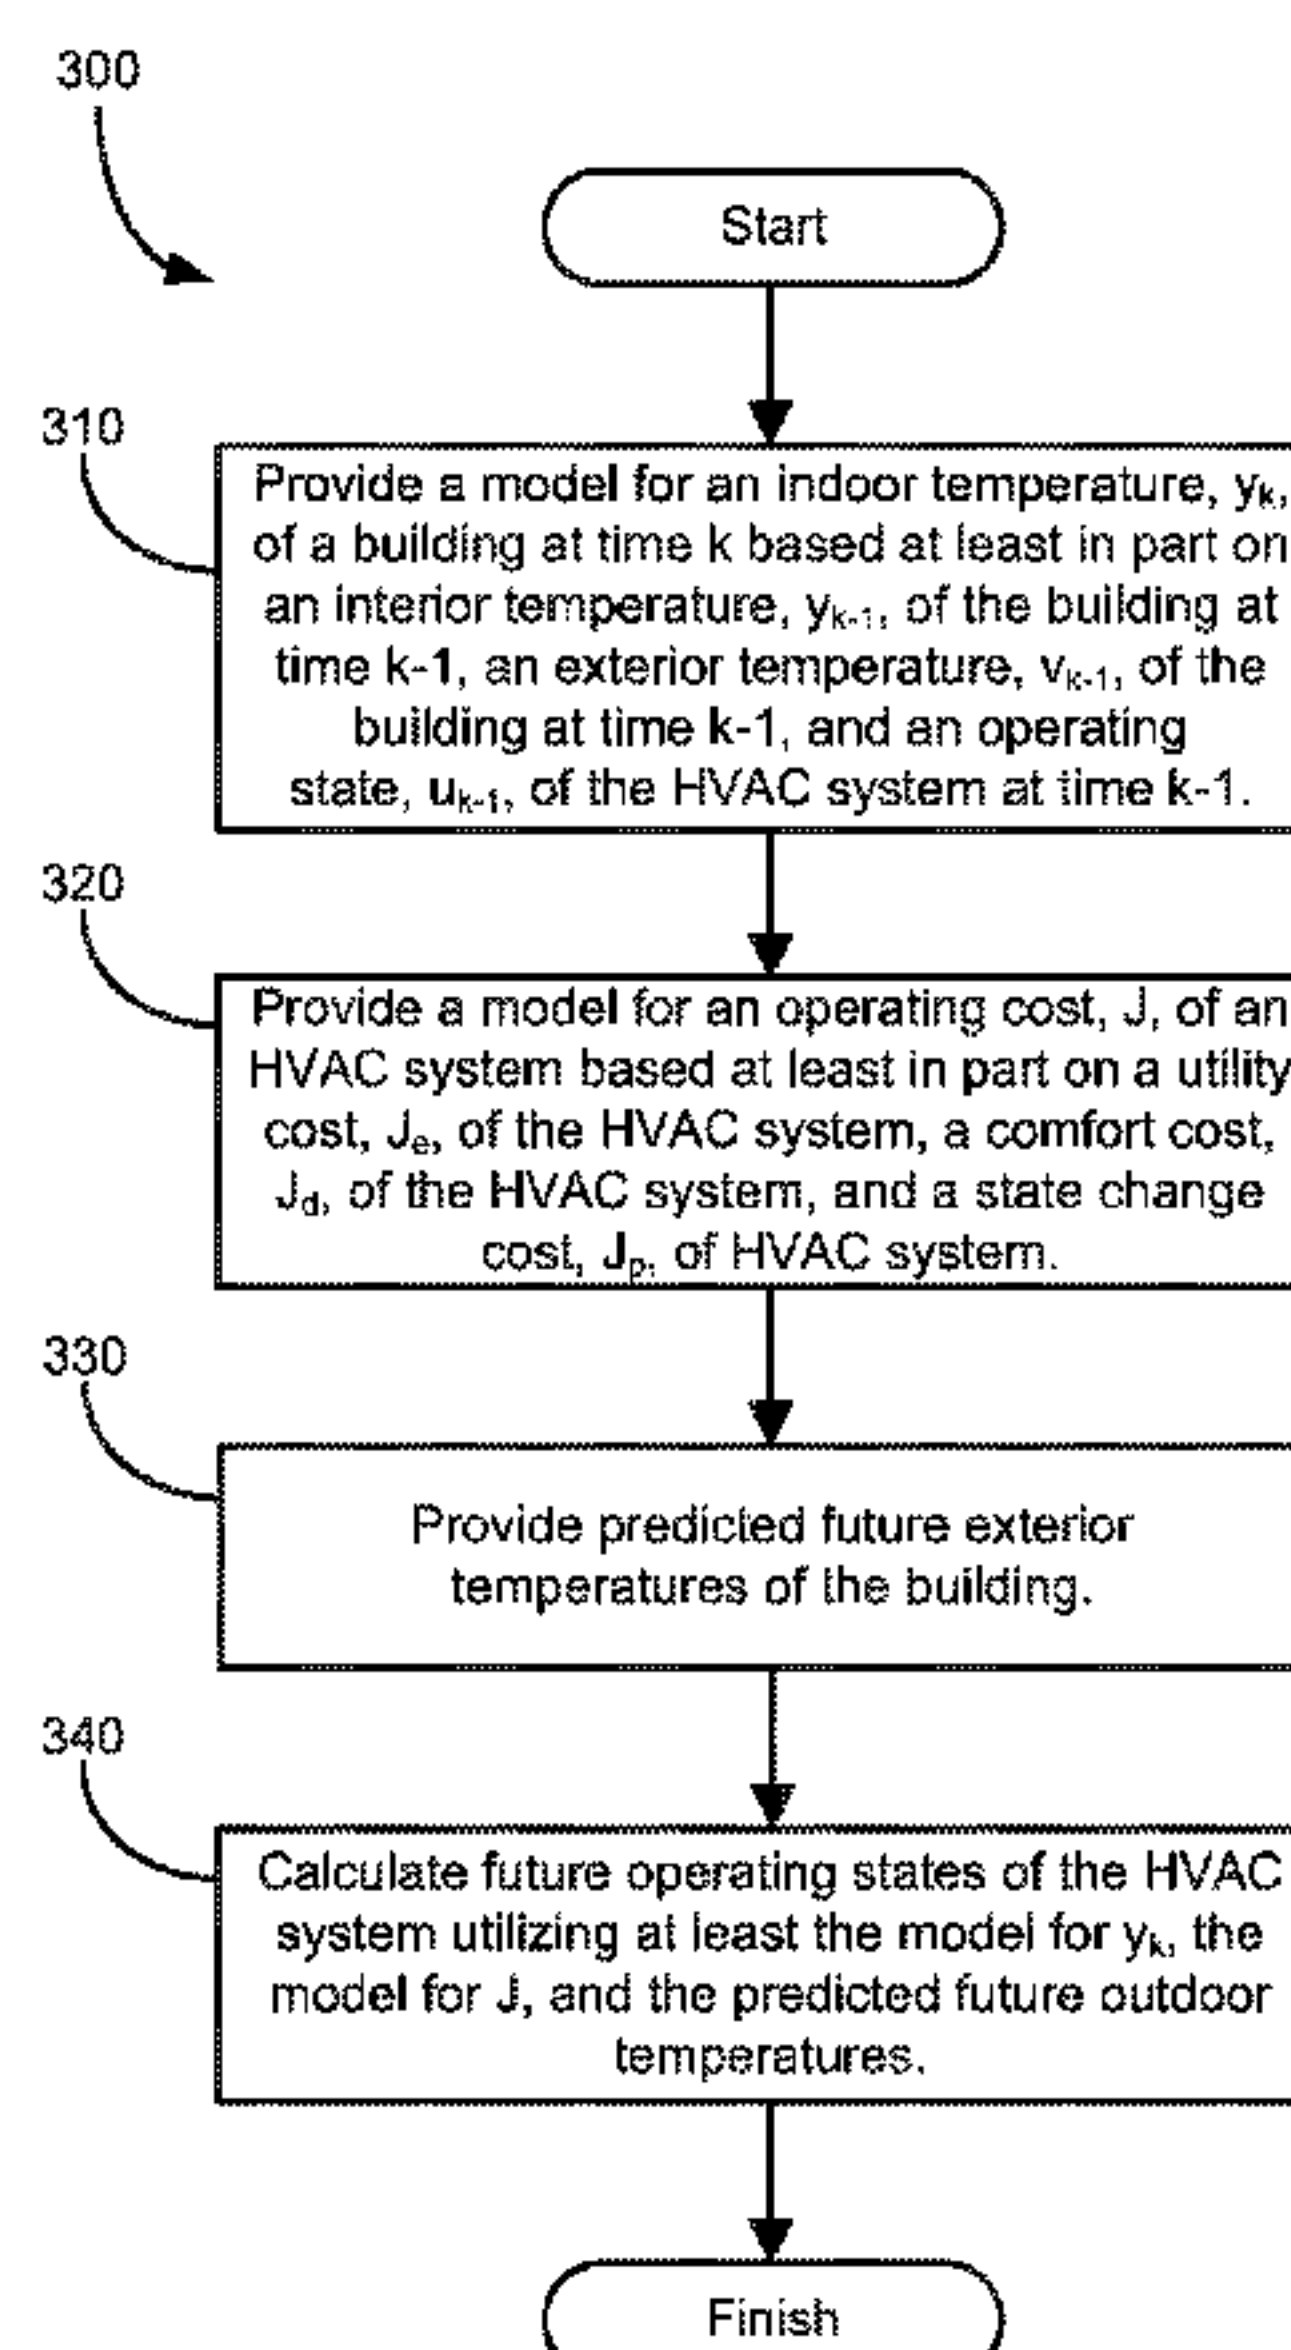 300
Start
310
Provide a model for an indoor temperature, yₖ,
of a building at time k based at least in part on
an interior temperature, yₖ₋₁, of the building at
time k-1, an exterior temperature, vₖ₋₁, of the
building at time k-1, and an operating
state, uₖ₋₁, of the HVAC system at time k-1.
320
Provide a model for an operating cost, J, of an
HVAC system based at least in part on a utility
cost, Jₑ, of the HVAC system, a comfort cost,
J_d, of the HVAC system, and a state change
cost, Jₚ, of HVAC system.
330
Provide predicted future exterior
temperatures of the building.
340
Calculate future operating states of the HVAC
system utilizing at least the model for yₖ, the
model for J, and the predicted future outdoor
temperatures.
Finish